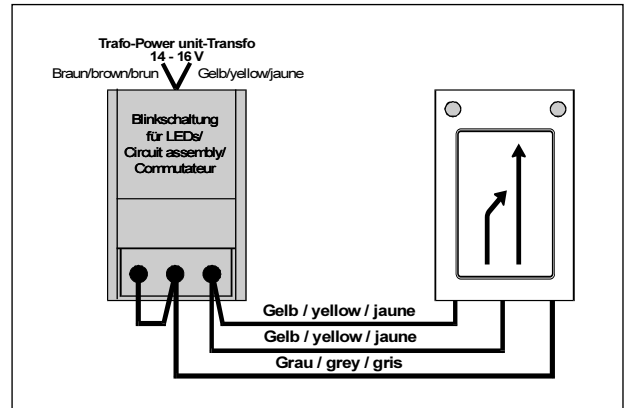 Trafo-Power unit-Transfo
14 - 16 V
Braun/brown/brun
Gelb/yellow/jaune
Blinkschaltung
für LEDs/
Circuit assembly/
Commutateur
Gelb / yellow / jaune
Gelb / yellow / jaune
Grau / grey / gris